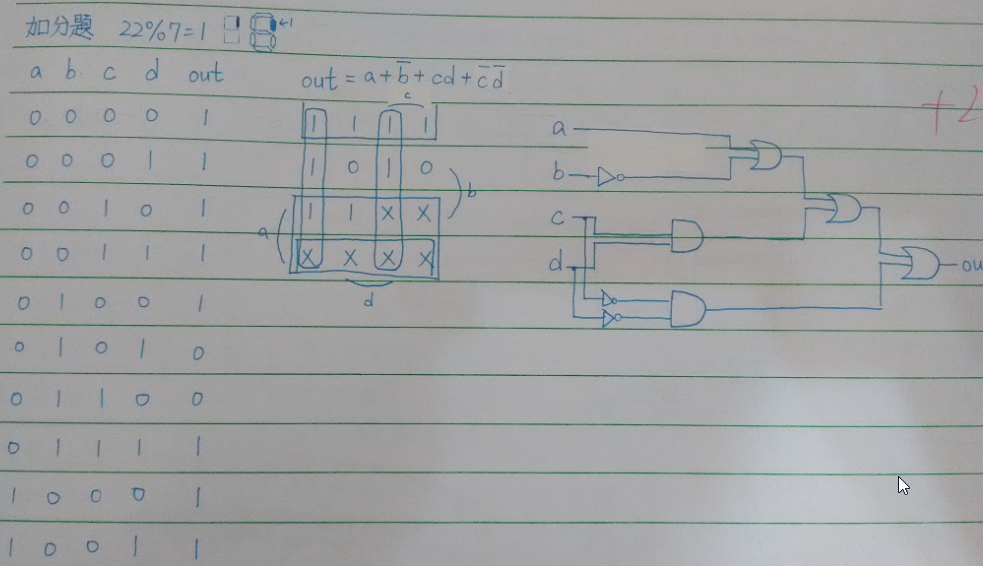 加分題 22%7=1 ←1
a b c d out
out = a + b̅ + cd + c̅ d̅
c
0 0 0 0 1
1 1 1 1
+2
a
0 0 0 1 1
1 0 1 0
b
b
0 0 1 0 1
1 1 x x
a
c
0 0 1 1 1
x x x x
d
ou
0 1 0 0 1
d
0 1 0 1 0
0 1 1 0 0
0 1 1 1 1
1 0 0 0 1
1 0 0 1 1